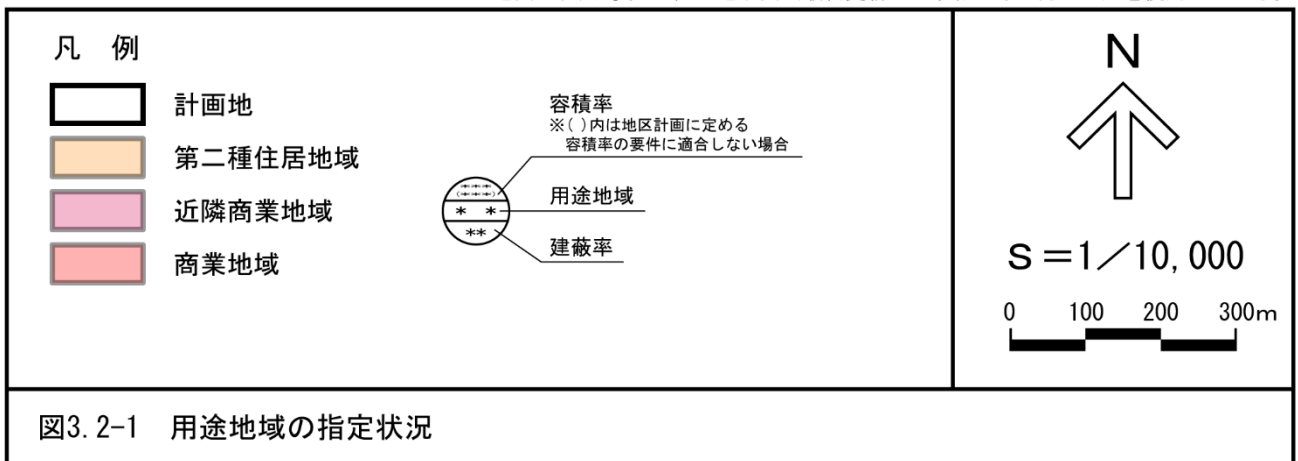 凡 例
計画地
第二種住居地域
近隣商業地域
商業地域
容積率
※( )内は地区計画に定める
容積率の要件に適合しない場合
***
(***)
* *
**
用途地域
建蔽率
N
S=1/10,000
0 100 200 300m
図3.2-1 用途地域の指定状況